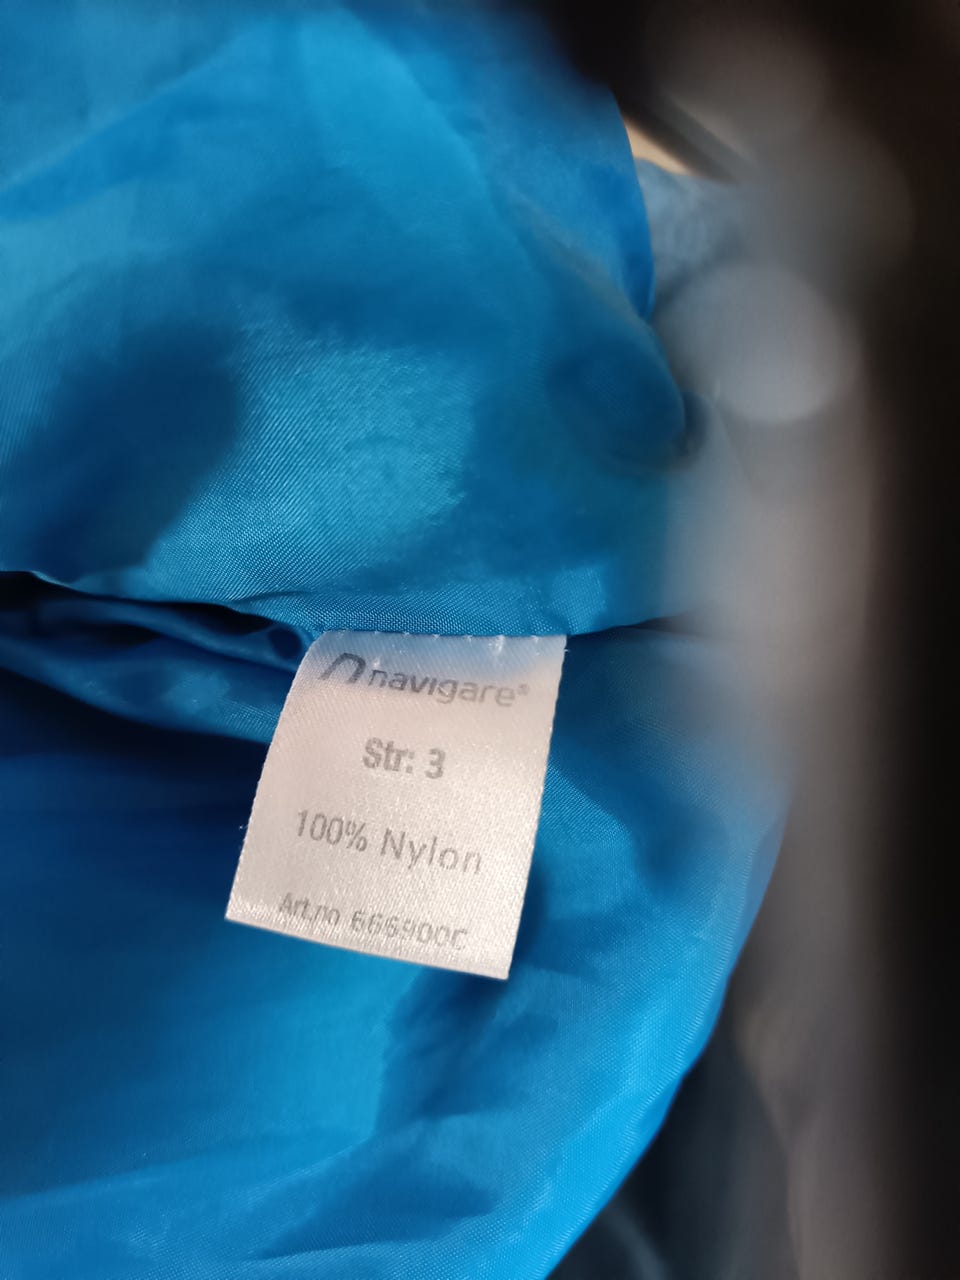 navigare®
Str: 3
100% Nylon
Art.no 666900C